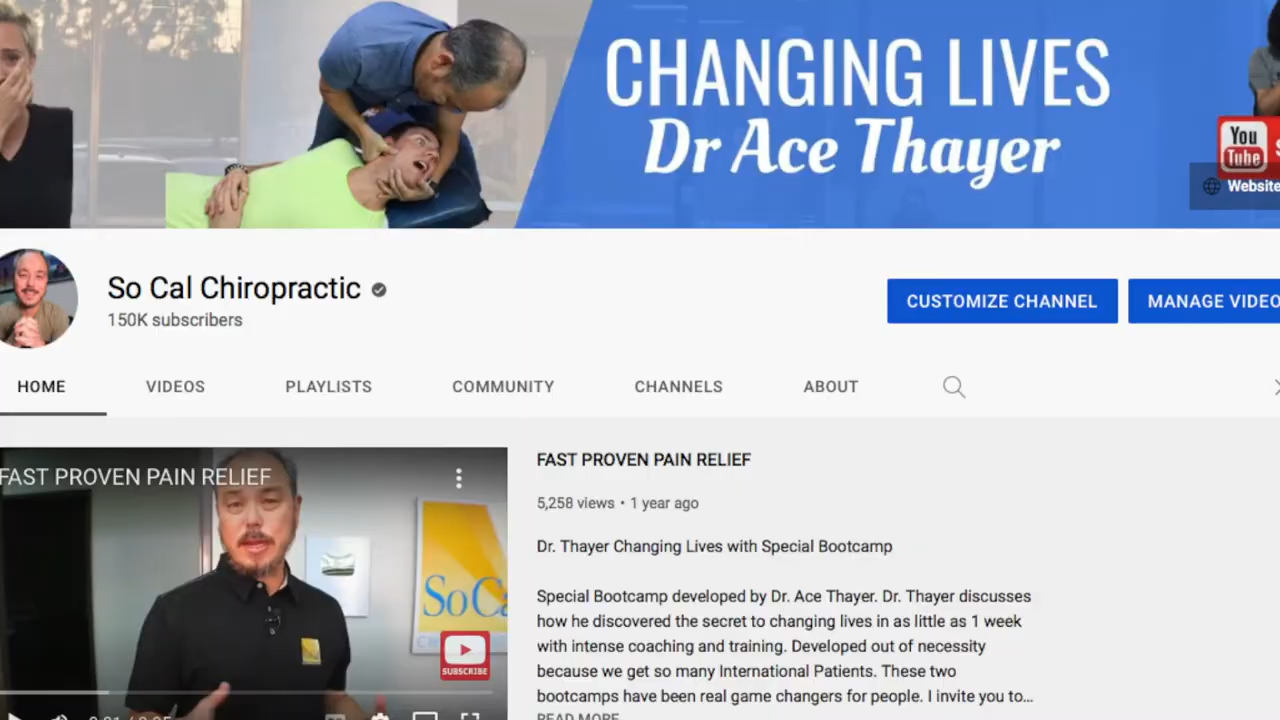 CHANGING LIVES
Dr Ace Thayer
You
Tube
Website
So Cal Chiropractic
150K subscribers
CUSTOMIZE CHANNEL
MANAGE VIDEO
HOME
VIDEOS
PLAYLISTS
COMMUNITY
CHANNELS
ABOUT
FAST PROVEN PAIN RELIEF
So
SUBSCRIBE
FAST PROVEN PAIN RELIEF
5,258 views • 1 year ago
Dr. Thayer Changing Lives with Special Bootcamp
Special Bootcamp developed by Dr. Ace Thayer. Dr. Thayer discusses
how he discovered the secret to changing lives in as little as 1 week
with intense coaching and training. Developed out of necessity
because we get so many International Patients. These two
bootcamps have been real game changers for people. I invite you to...
READ MORE